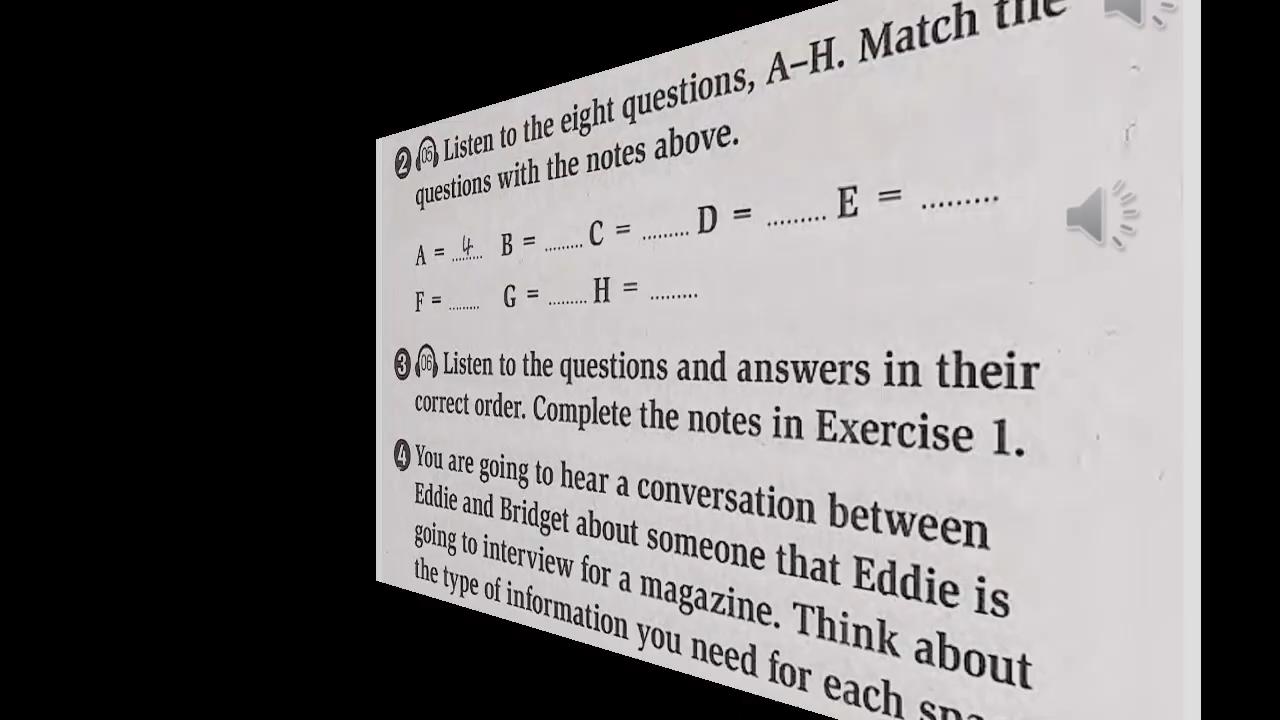 2 05 Listen to the eight questions, A–H. Match the
questions with the notes above.
A = 4 B = ......... C = ......... D = ......... E = .........
F = ......... G = ......... H = .........
3 06 Listen to the questions and answers in their
correct order. Complete the notes in Exercise 1.
4 You are going to hear a conversation between
Eddie and Bridget about someone that Eddie is
going to interview for a magazine. Think about
the type of information you need for each